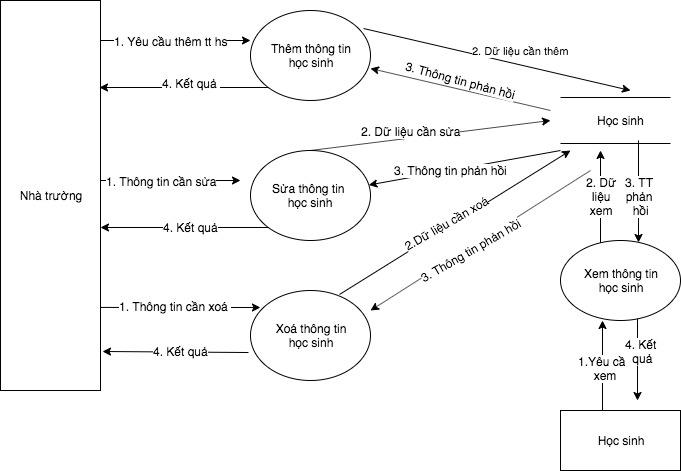 1. Yêu cầu thêm tt hs
Thêm thông tin
học sinh
2. Dữ liệu cần thêm
3. Thông tin phản hồi
4. Kết quả
Học sinh
2. Dữ liệu cần sửa
Nhà trường
1. Thông tin cần sửa
Sửa thông tin
học sinh
3. Thông tin phản hồi
4. Kết quả
2.Dữ liệu cần xoá
3. Thông tin phản hồi
2. Dữ
liệu
xem
3. TT
phản
hồi
Xem thông tin
học sinh
1. Thông tin cần xoá
Xoá thông tin
học sinh
4. Kết quả
1.Yêu cầ
xem
4. Kết
quả
Học sinh